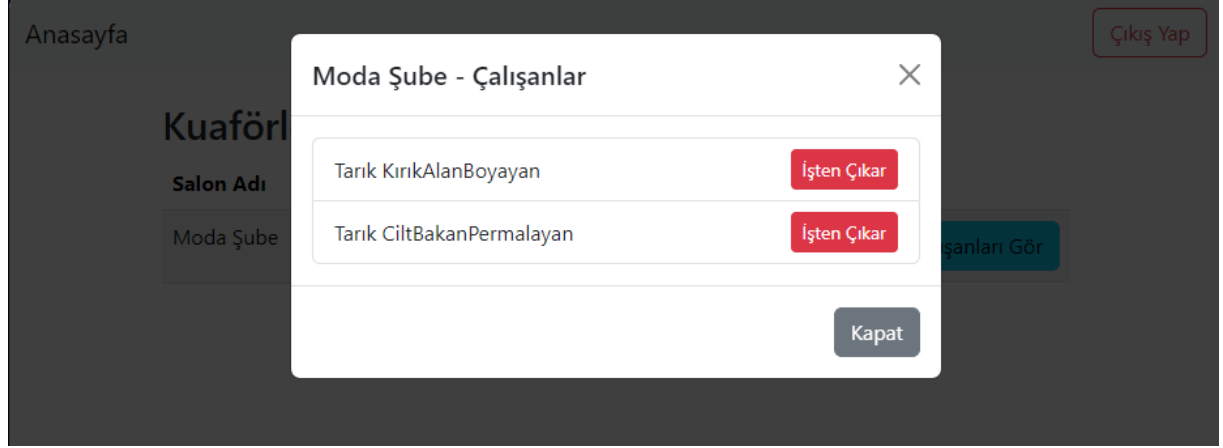 Anasayfa
Çıkış Yap
Moda Şube - Çalışanlar
Kuaförl
Tarık KırıkAlanBoyayan
İşten Çıkar
Salon Adı
Moda Şube
Tarık CiltBakanPermalayan
İşten Çıkar
şanları Gör
Kapat